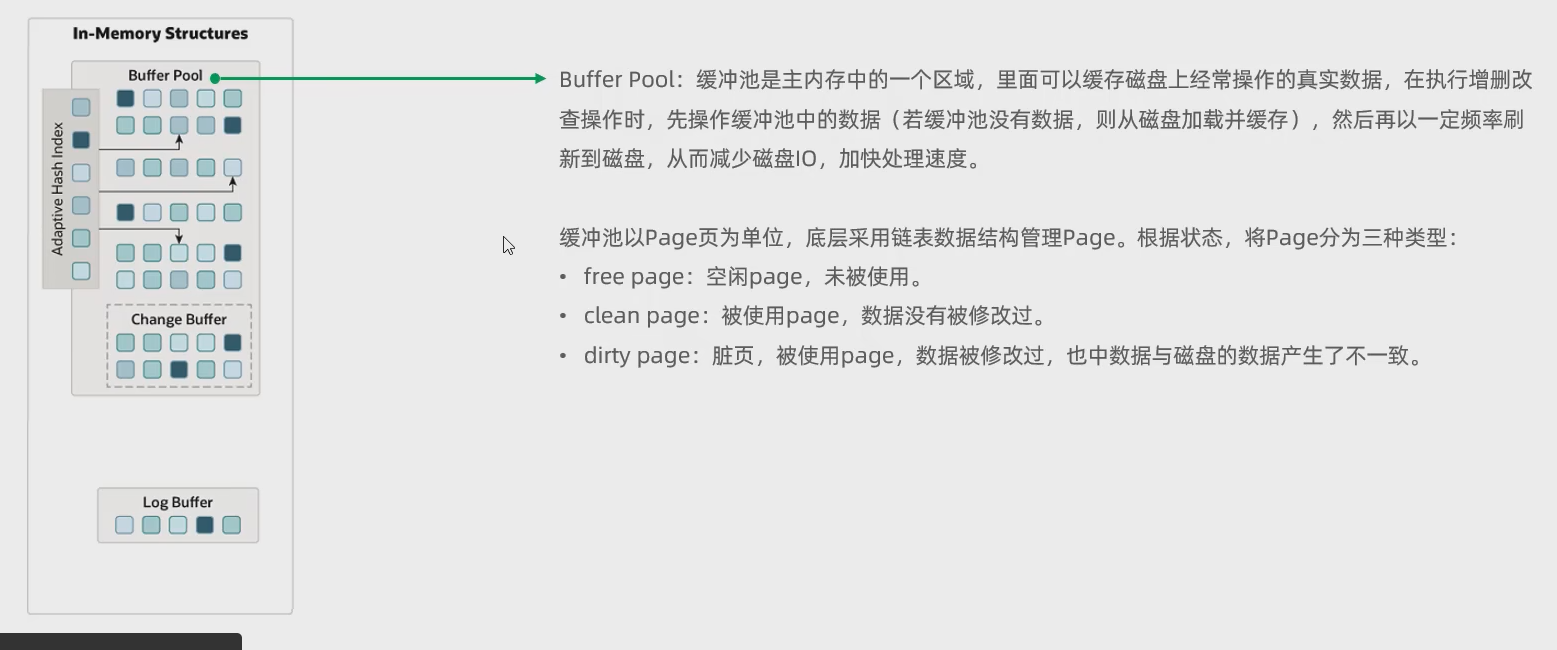 In-Memory Structures
Buffer Pool
Adaptive Hash Index
Change Buffer
Log Buffer
Buffer Pool：缓冲池是主内存中的一个区域，里面可以缓存磁盘上经常操作的真实数据，在执行增删改
查操作时，先操作缓冲池中的数据（若缓冲池没有数据，则从磁盘加载并缓存），然后再以一定频率刷
新到磁盘，从而减少磁盘IO，加快处理速度。
缓冲池以Page页为单位，底层采用链表数据结构管理Page。根据状态，将Page分为三种类型：
• free page：空闲page，未被使用。
• clean page：被使用page，数据没有被修改过。
• dirty page：脏页，被使用page，数据被修改过，也中数据与磁盘的数据产生了不一致。